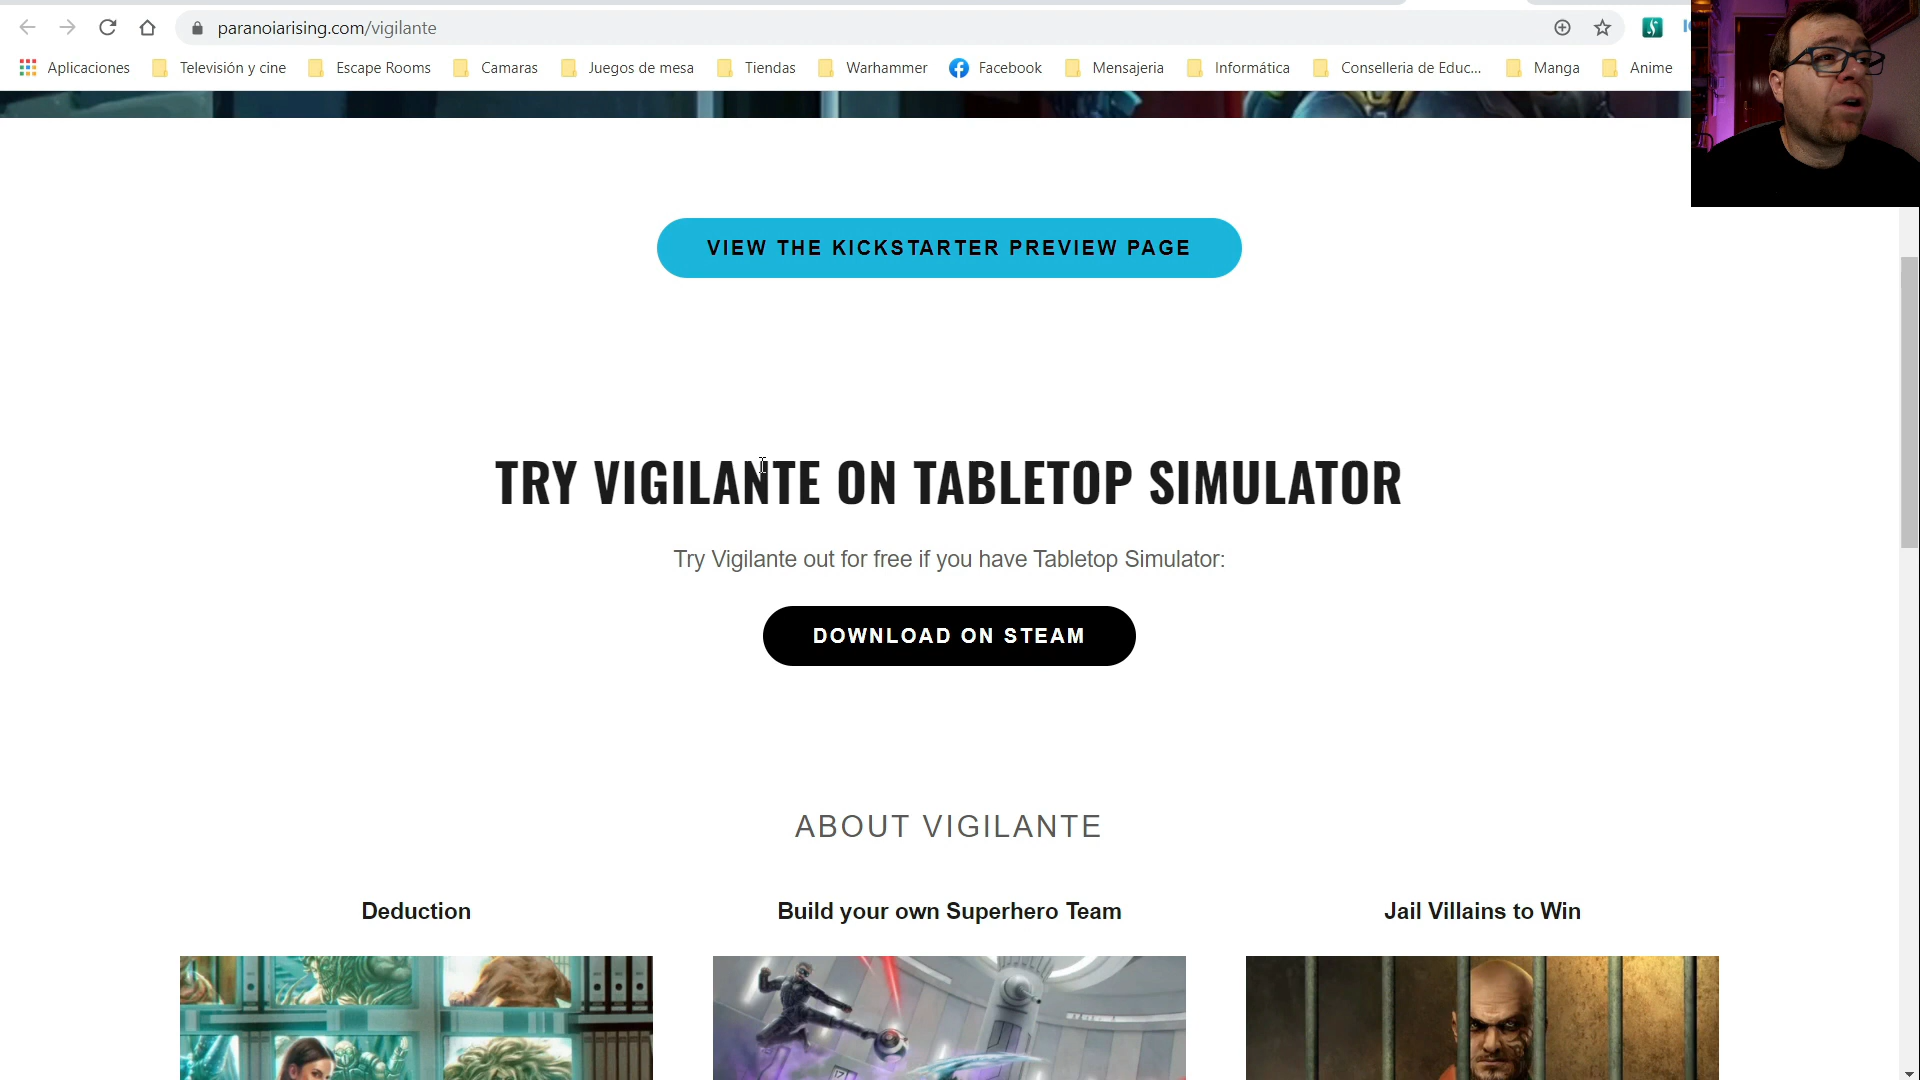 paranoiarising.com/vigilante
Aplicaciones Televisión y cine Escape Rooms Camaras Juegos de mesa Tiendas Warhammer Facebook Mensajeria Informática Conselleria de Educ... Manga Anime
VIEW THE KICKSTARTER PREVIEW PAGE
TRY VIGILANTE ON TABLETOP SIMULATOR
Try Vigilante out for free if you have Tabletop Simulator:
DOWNLOAD ON STEAM
ABOUT VIGILANTE
Deduction Build your own Superhero Team Jail Villains to Win